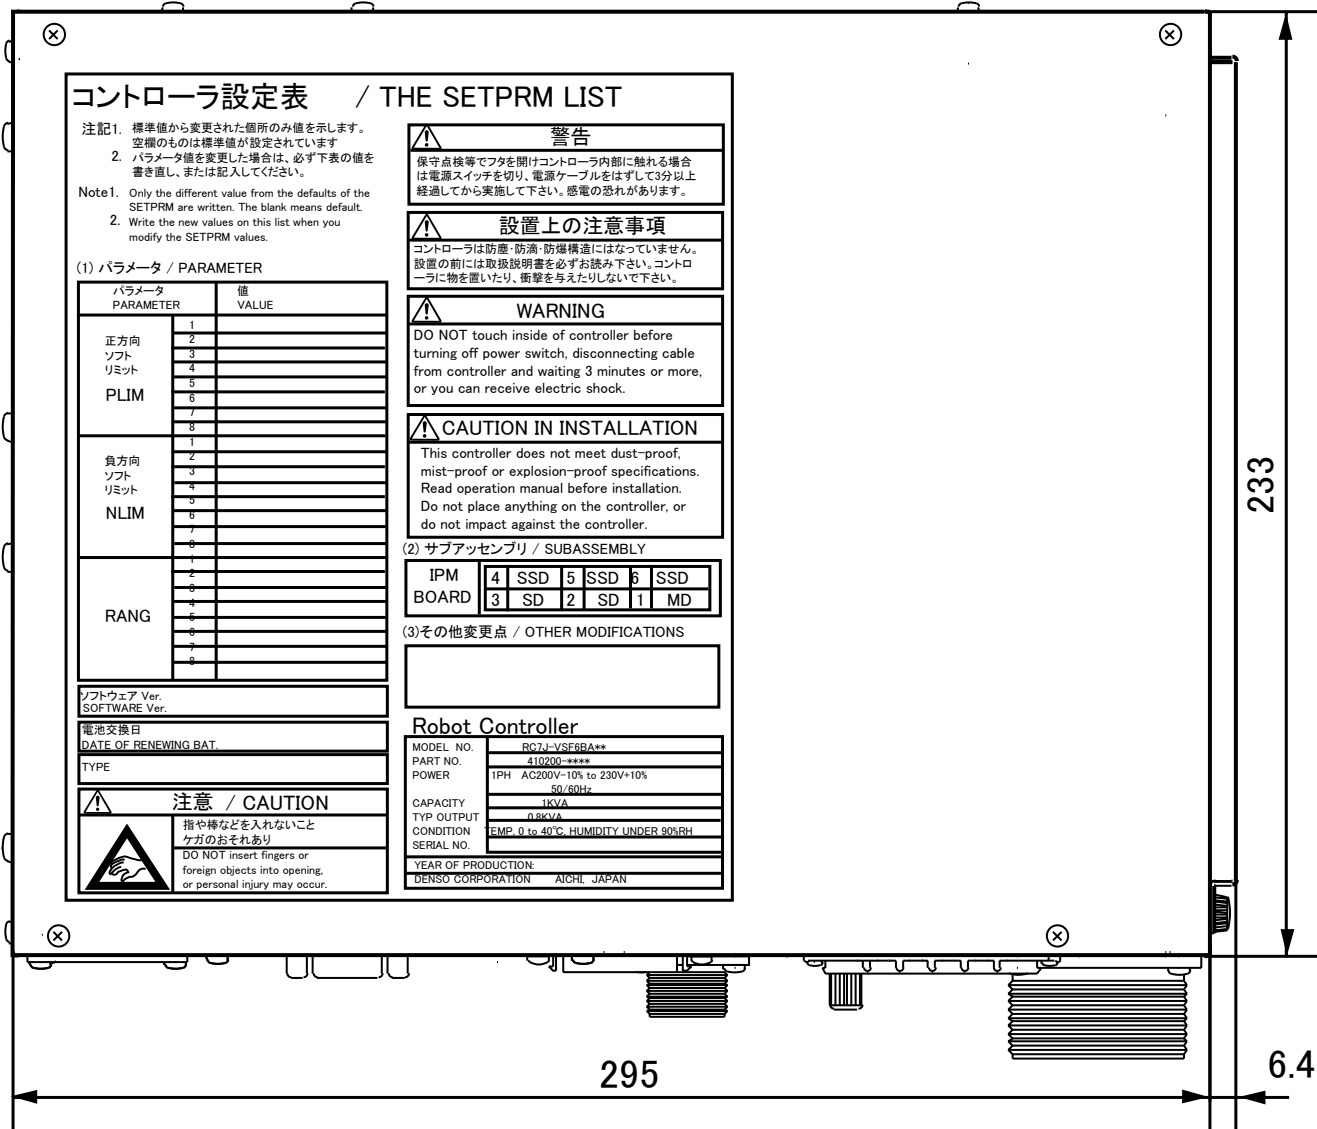 コントローラ設定表 / THE SETPRM LIST
注記1. 標準値から変更された個所のみ値を示します。
空欄のものは標準値が設定されています
2. パラメータ値を変更した場合は、必ず下表の値を
書き直し、または記入してください。
Note1. Only the different value from the defaults of the
SETPRM are written. The blank means default.
2. Write the new values on this list when you
modify the SETPRM values.
(1) パラメータ / PARAMETER
パラメータ 値
PARAMETER VALUE
正方向
ソフト
リミット
PLIM
1
2
3
4
5
6
7
8
負方向
ソフト
リミット
NLIM
1
2
3
4
5
6
7
8
RANG
1
2
3
4
5
6
7
8
ソフトウェア Ver.
SOFTWARE Ver.
電池交換日
DATE OF RENEWING BAT.
TYPE
注意 / CAUTION
指や棒などを入れないこと
ケガのおそれあり
DO NOT insert fingers or
foreign objects into opening,
or personal injury may occur.
警告
保守点検等でフタを開けコントローラ内部に触れる場合
は電源スイッチを切り、電源ケーブルをはずして3分以上
経過してから実施して下さい。感電の恐れがあります。
設置上の注意事項
コントローラは防塵・防滴・防爆構造にはなっていません。
設置の前には取扱説明書を必ずお読み下さい。コントロ
ーラに物を置いたり、衝撃を与えたりしないで下さい。
WARNING
DO NOT touch inside of controller before
turning off power switch, disconnecting cable
from controller and waiting 3 minutes or more,
or you can receive electric shock.
CAUTION IN INSTALLATION
This controller does not meet dust-proof,
mist-proof or explosion-proof specifications.
Read operation manual before installation.
Do not place anything on the controller, or
do not impact against the controller.
(2) サブアッセンブリ / SUBASSEMBLY
IPM
BOARD
4 SSD 5 SSD 6 SSD
3 SD 2 SD 1 MD
(3)その他変更点 / OTHER MODIFICATIONS
Robot Controller
MODEL NO. RC7J-VSF6BA**
PART NO. 410200-****
POWER 1PH AC200V-10% to 230V+10%
50/60Hz
CAPACITY 1KVA
TYP OUTPUT 0.8KVA
CONDITION TEMP. 0 to 40℃, HUMIDITY UNDER 90%RH
SERIAL NO.
YEAR OF PRODUCTION:
DENSO CORPORATION AICHI, JAPAN
233
295
6.4